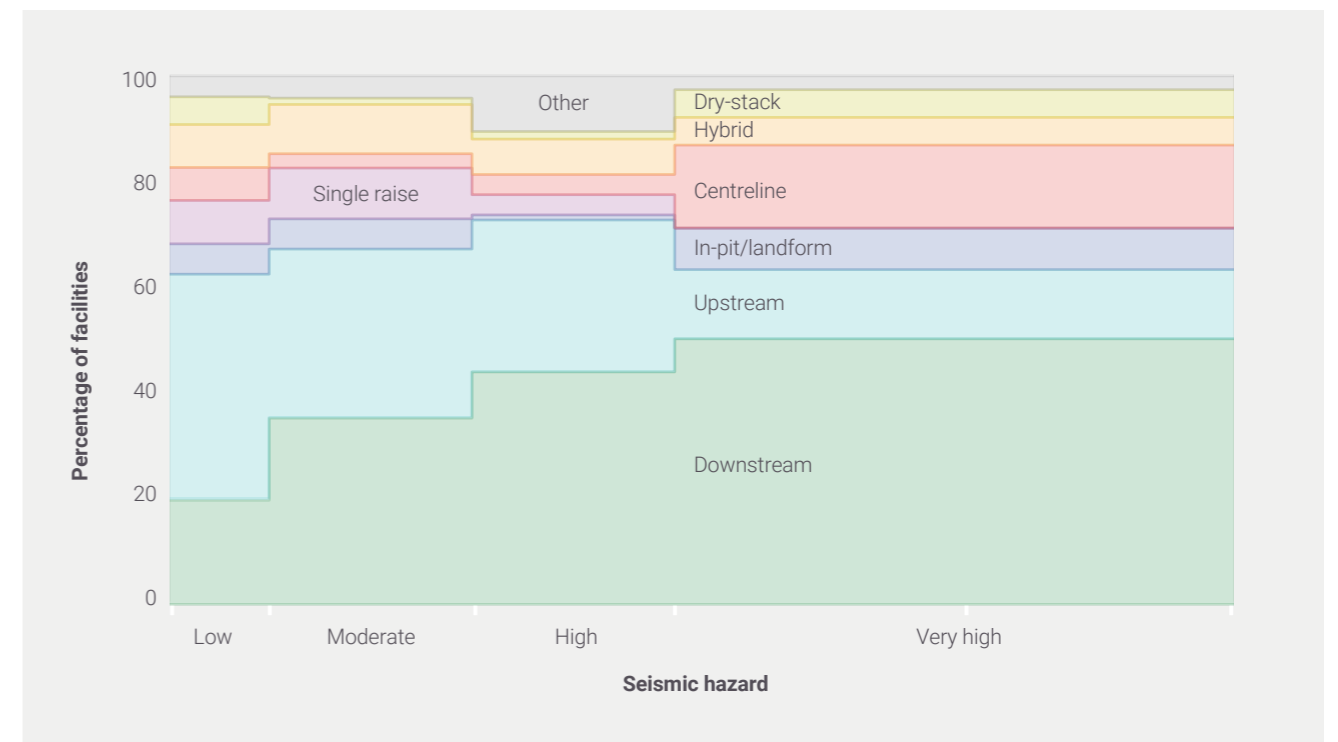 100
80
60
40
20
0
Percentage of facilities
Other
Single raise
Dry-stack
Hybrid
Centreline
In-pit/landform
Upstream
Downstream
Low
Moderate
High
Very high
Seismic hazard